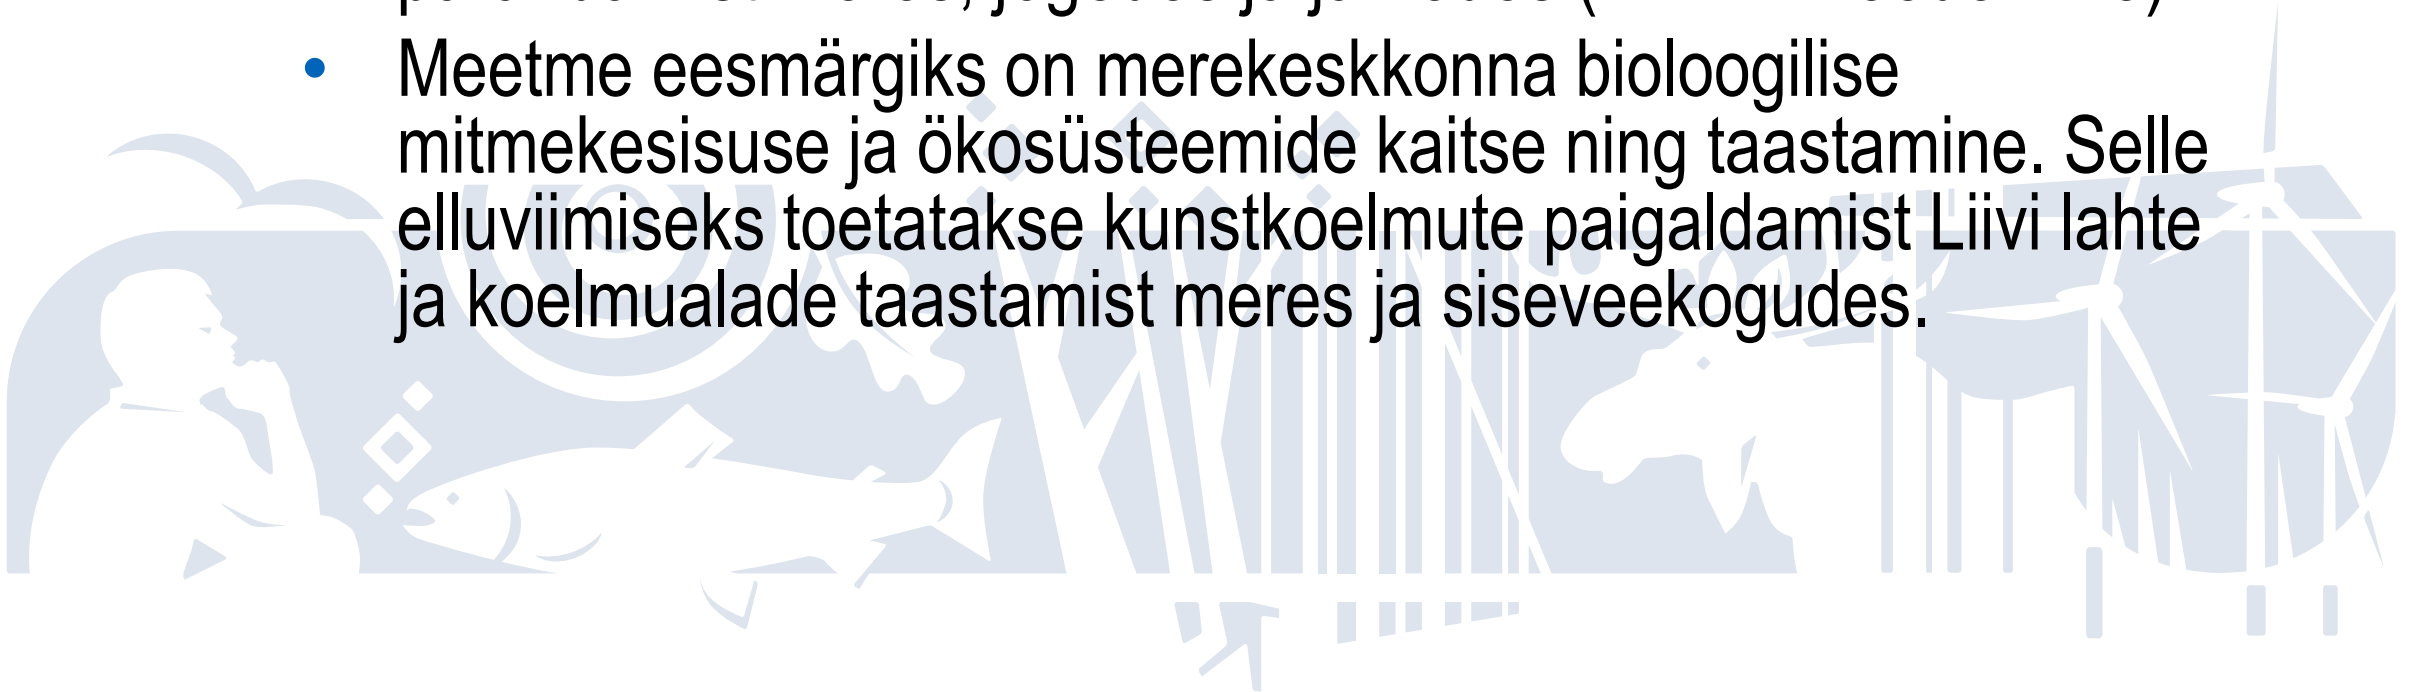 • Meetme eesmärgiks on merekeskkonna bioloogilise
mitmekesisuse ja ökosüsteemide kaitse ning taastamine. Selle
elluviimiseks toetatakse kunstkoelmute paigaldamist Liivi lahte
ja koelmualade taastamist meres ja siseveekogudes.